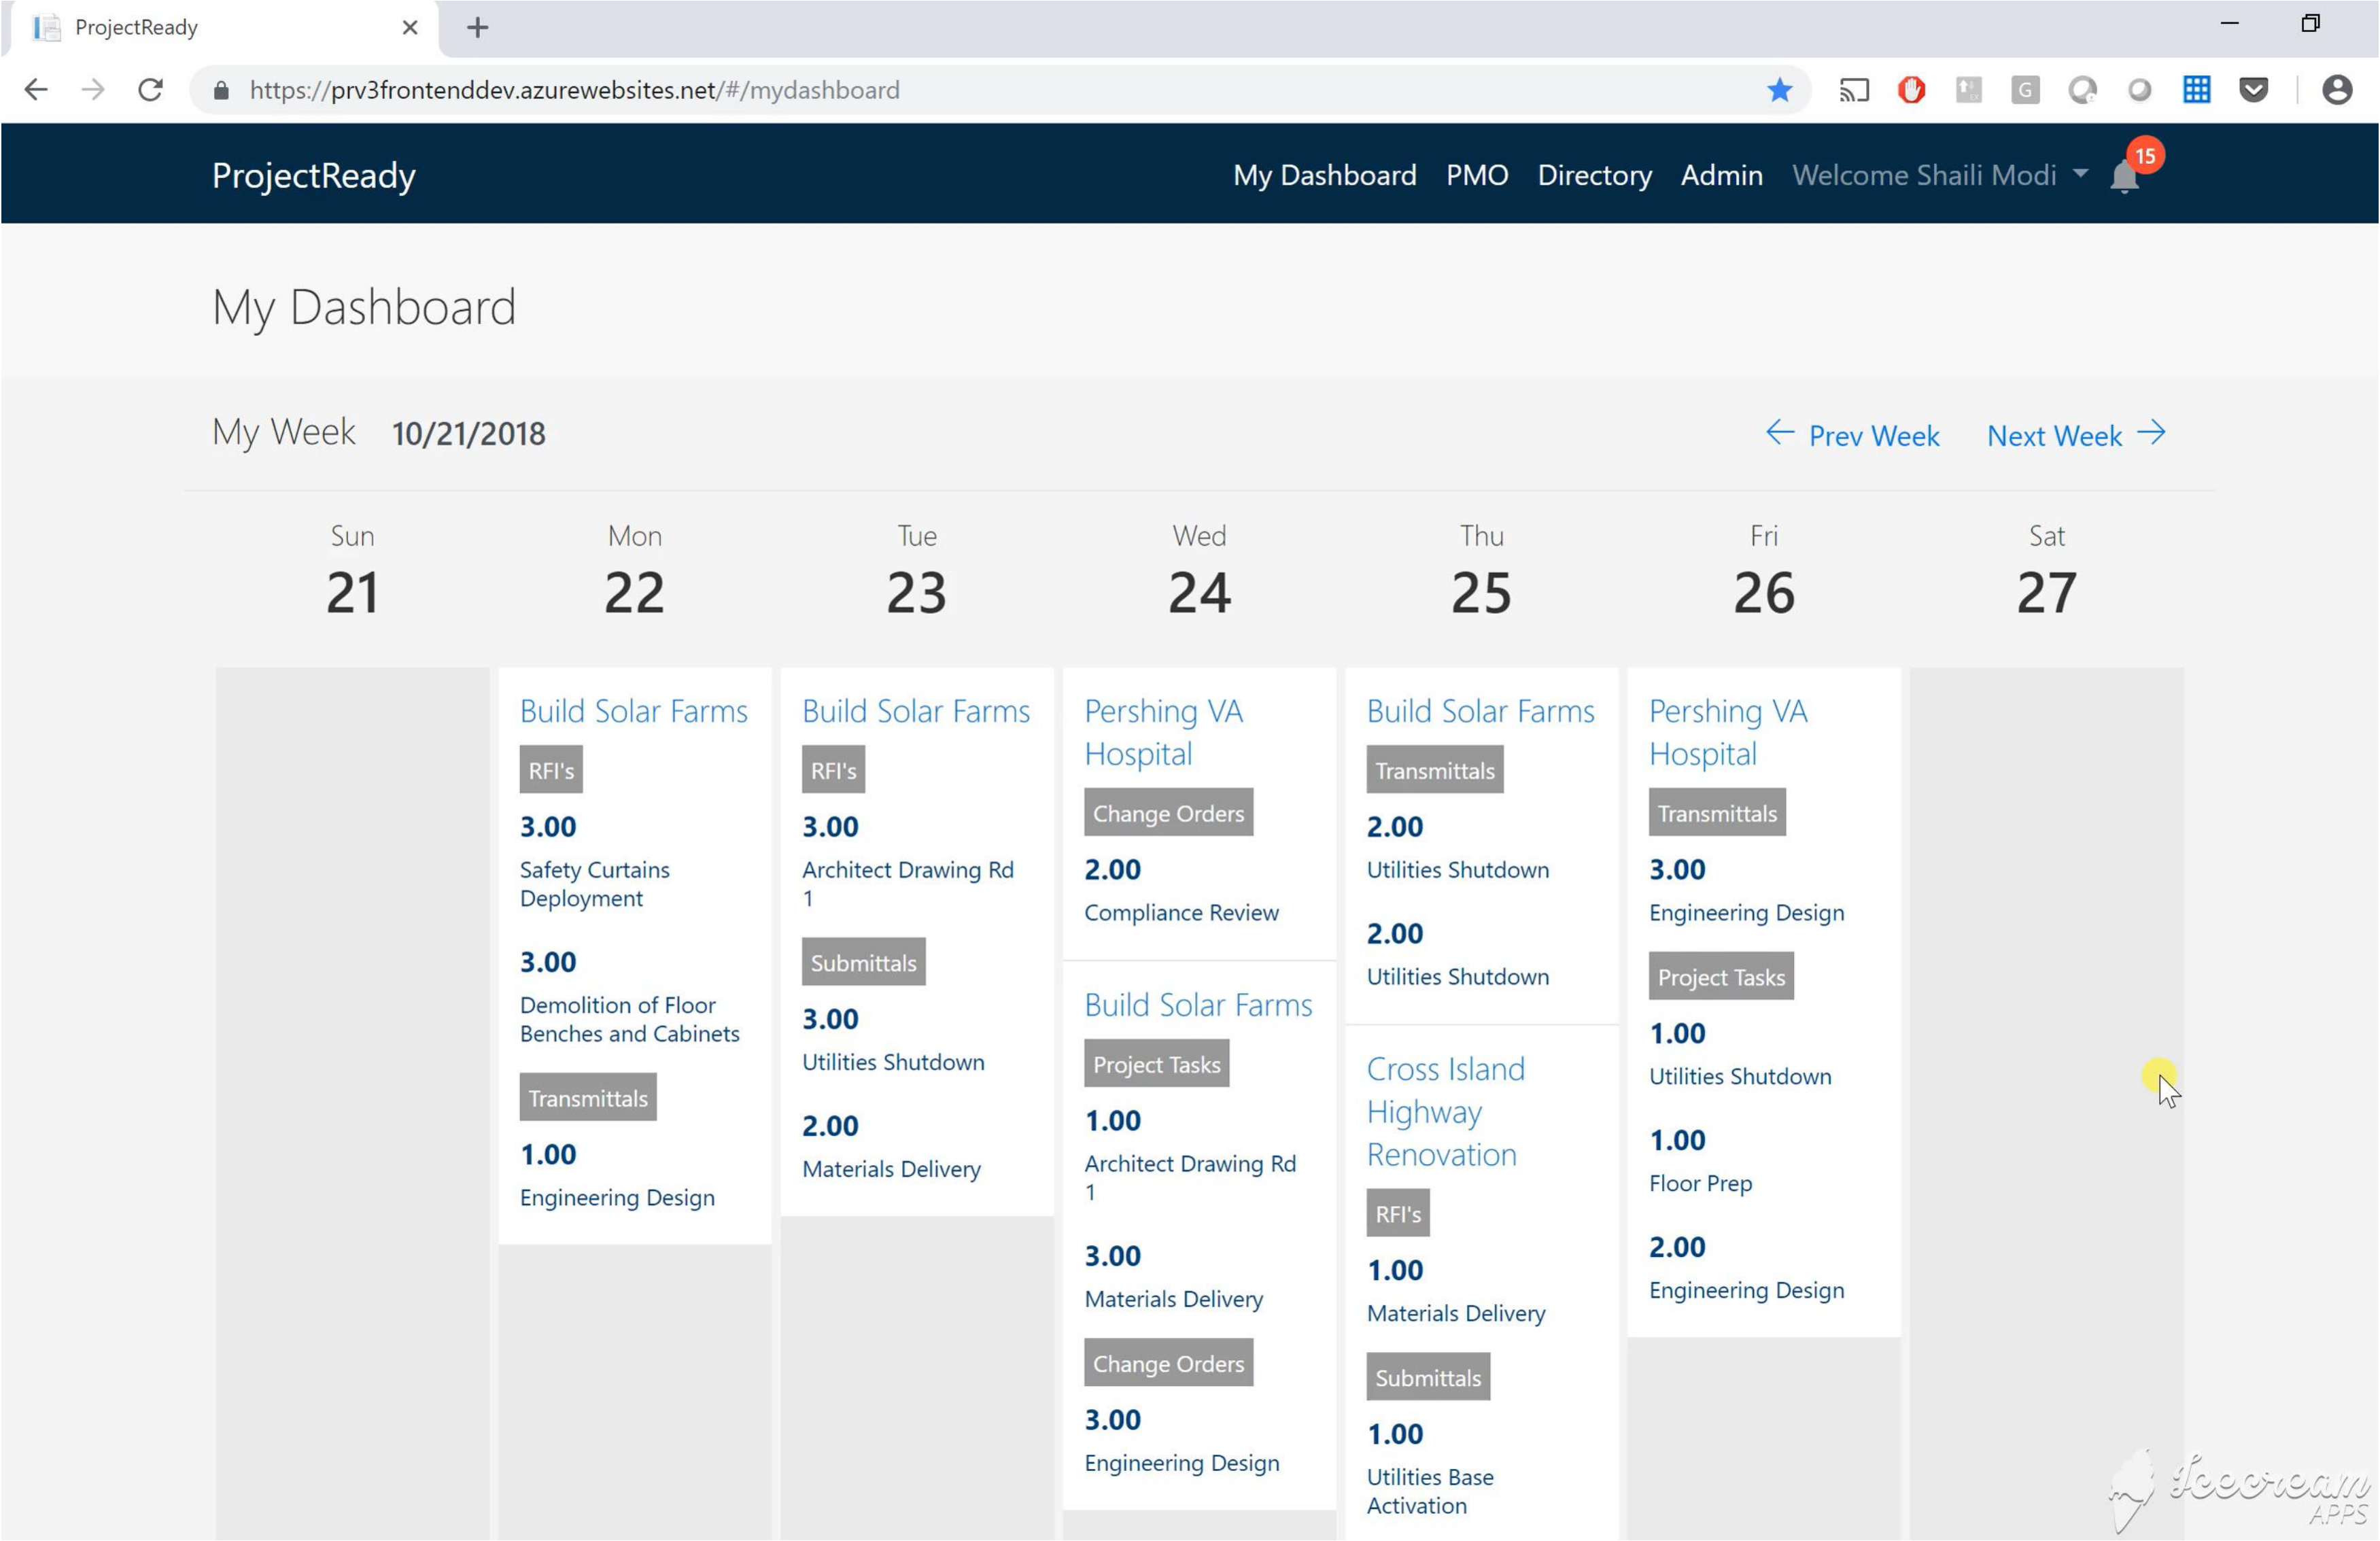 ProjectReady
https://prv3frontenddev.azurewebsites.net/#/mydashboard
G
ProjectReady
My Dashboard PMO Directory Admin Welcome Shaili Modi 15
My Dashboard
My Week 10/21/2018
Prev Week Next Week
Sun Mon Tue Wed Thu Fri Sat
21 22 23 24 25 26 27
Build Solar Farms
RFI's
3.00
Safety Curtains
Deployment
3.00
Demolition of Floor
Benches and Cabinets
Transmittals
1.00
Engineering Design
Build Solar Farms
RFI's
3.00
Architect Drawing Rd
1
Submittals
3.00
Utilities Shutdown
2.00
Materials Delivery
Pershing VA
Hospital
Change Orders
2.00
Compliance Review
Build Solar Farms
Project Tasks
1.00
Architect Drawing Rd
1
3.00
Materials Delivery
Change Orders
3.00
Engineering Design
Build Solar Farms
Transmittals
2.00
Utilities Shutdown
2.00
Utilities Shutdown
Cross Island
Highway
Renovation
RFI's
1.00
Materials Delivery
Submittals
1.00
Utilities Base
Activation
Pershing VA
Hospital
Transmittals
3.00
Engineering Design
Project Tasks
1.00
Utilities Shutdown
1.00
Floor Prep
2.00
Engineering Design
Icecream
APPS